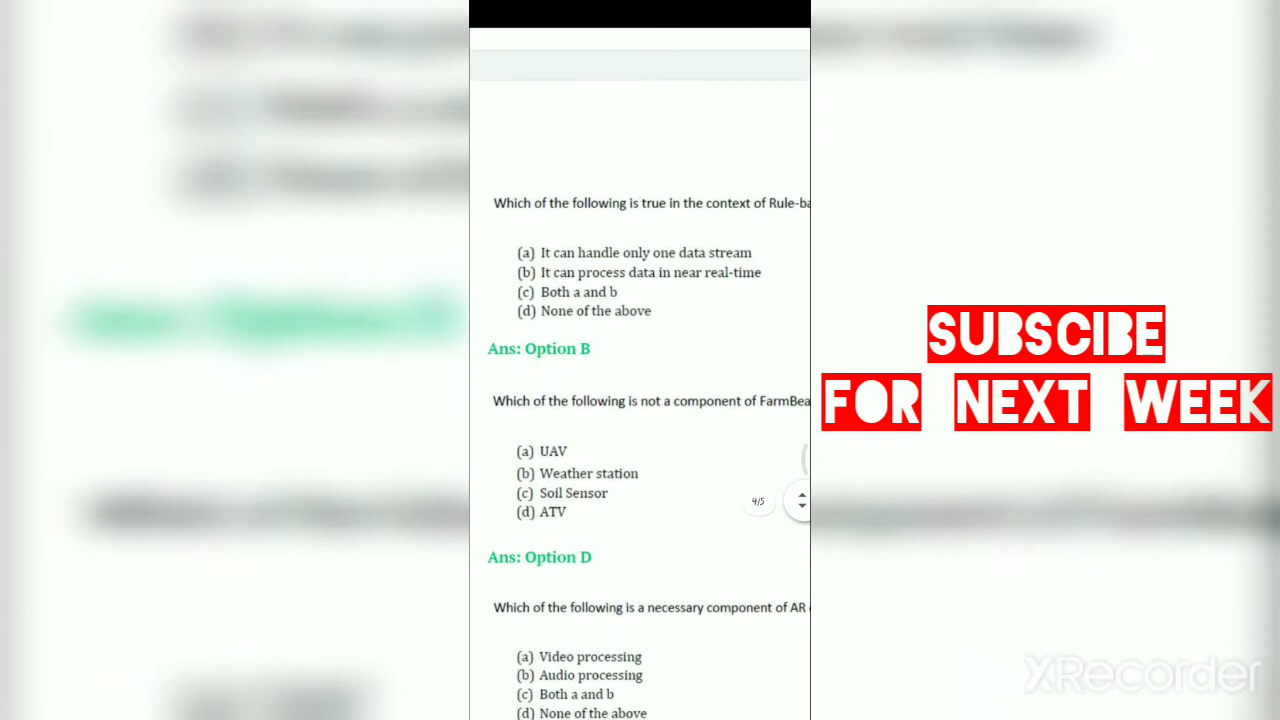 Which of the following is true in the context of Rule-ba
(a) It can handle only one data stream
(b) It can process data in near real-time
(c) Both a and b
(d) None of the above
Ans: Option B
Which of the following is not a component of FarmBea
(a) UAV
(b) Weather station
(c) Soil Sensor
(d) ATV
4/5
Ans: Option D
Which of the following is a necessary component of AR
(a) Video processing
(b) Audio processing
(c) Both a and b
(d) None of the above
SUBSCIBE
FOR NEXT WEEK
XRecorder